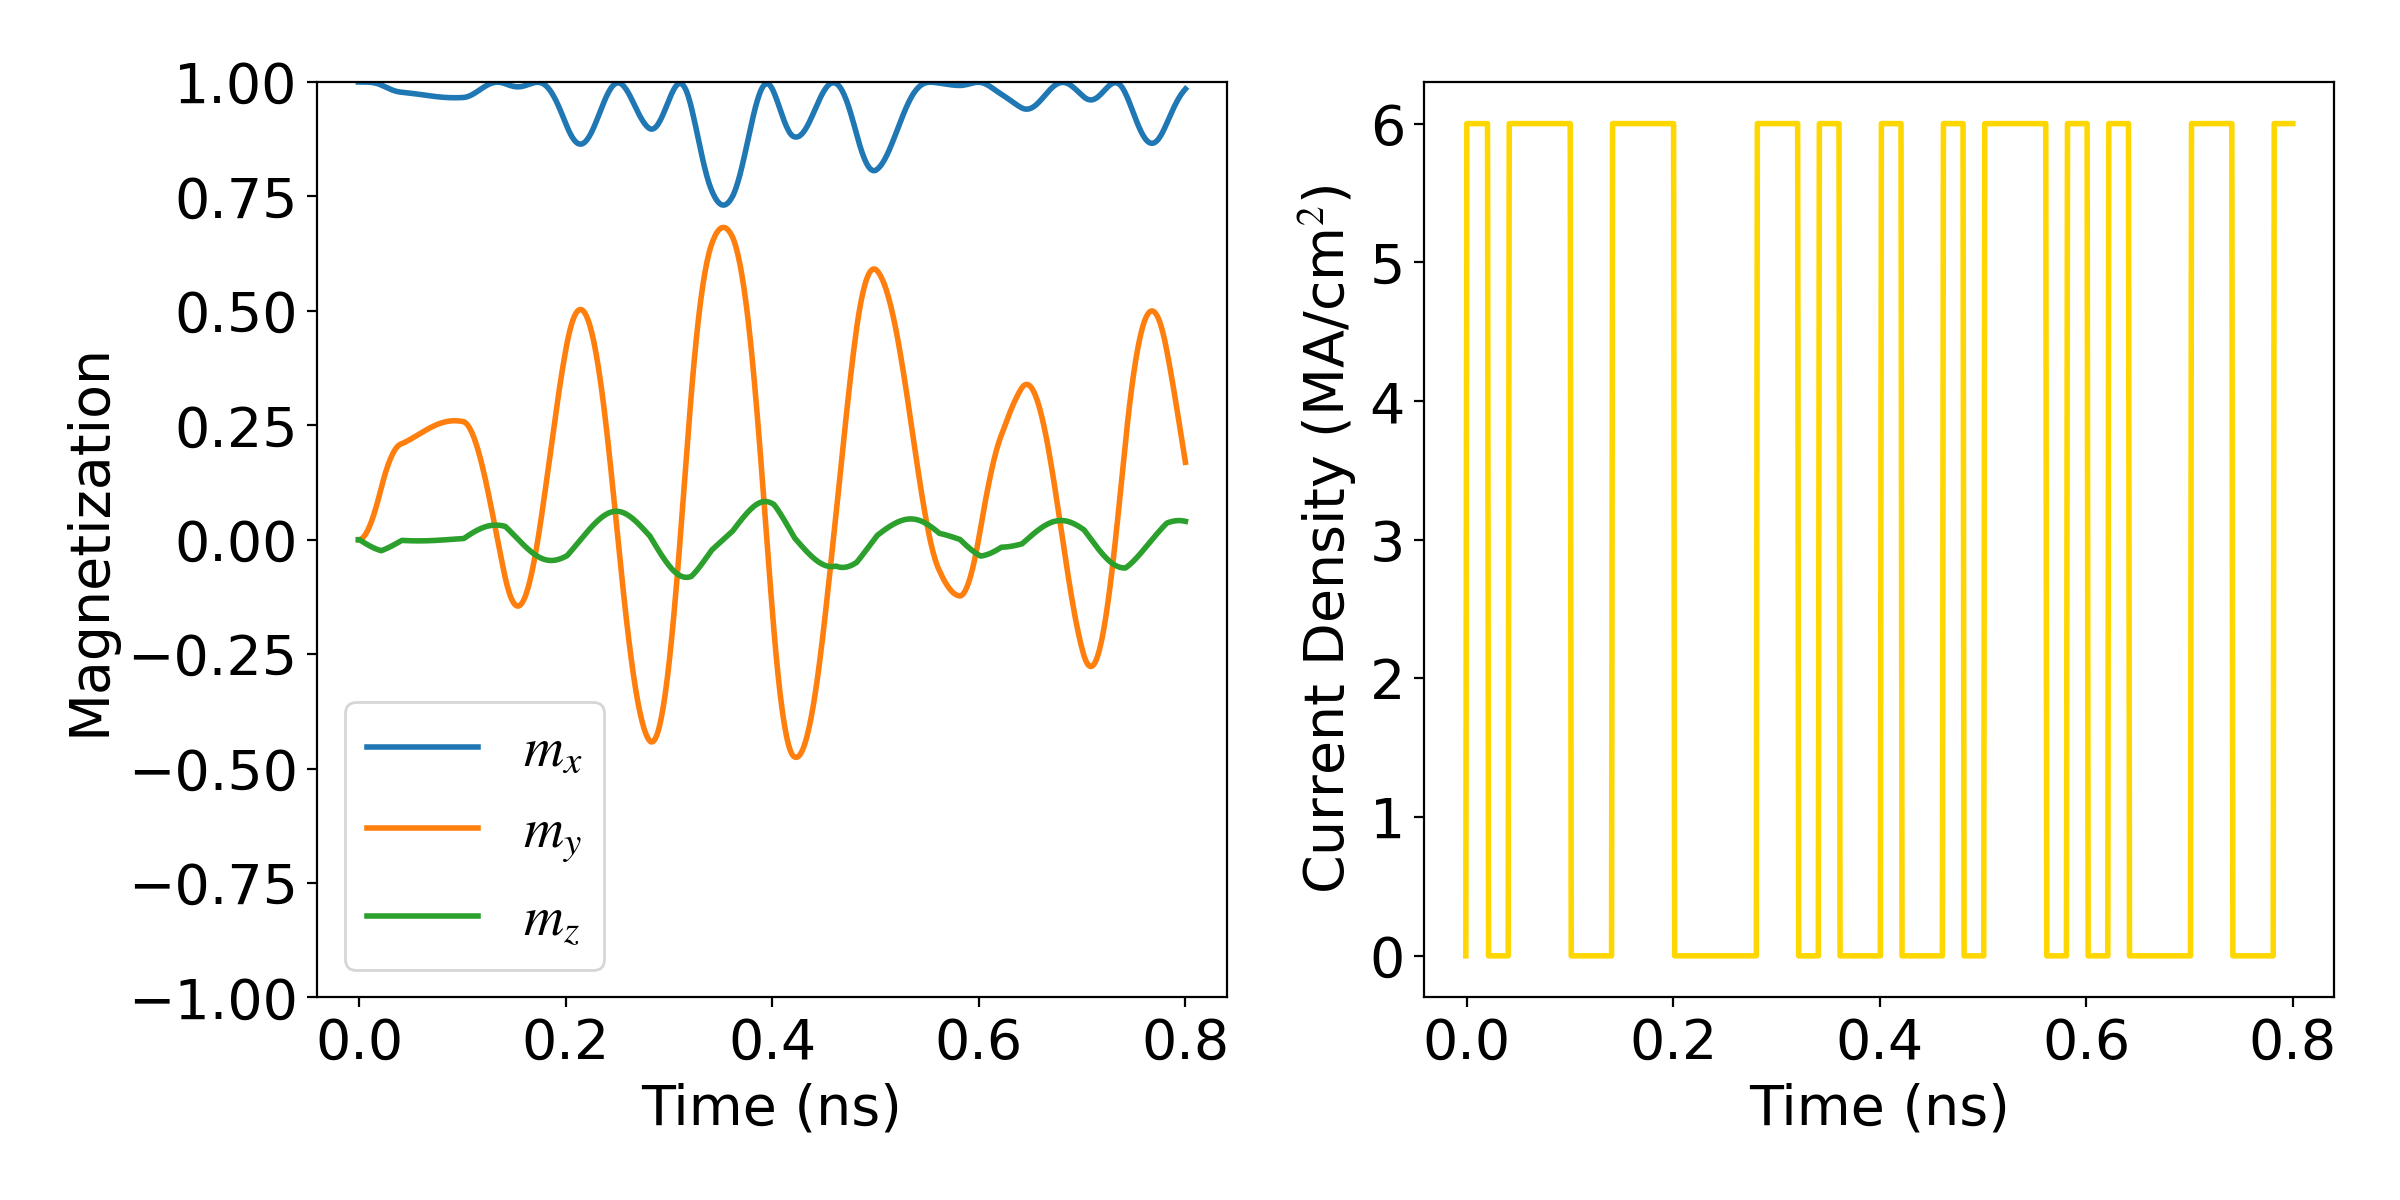 1.00
0.75
0.50
0.25
0.00
−0.25
−0.50
−0.75
−1.00
Magnetization
m_x
m_y
m_z
0.0 0.2 0.4 0.6 0.8
Time (ns)
6
5
4
3
2
1
0
Current Density (MA/cm²)
0.0 0.2 0.4 0.6 0.8
Time (ns)